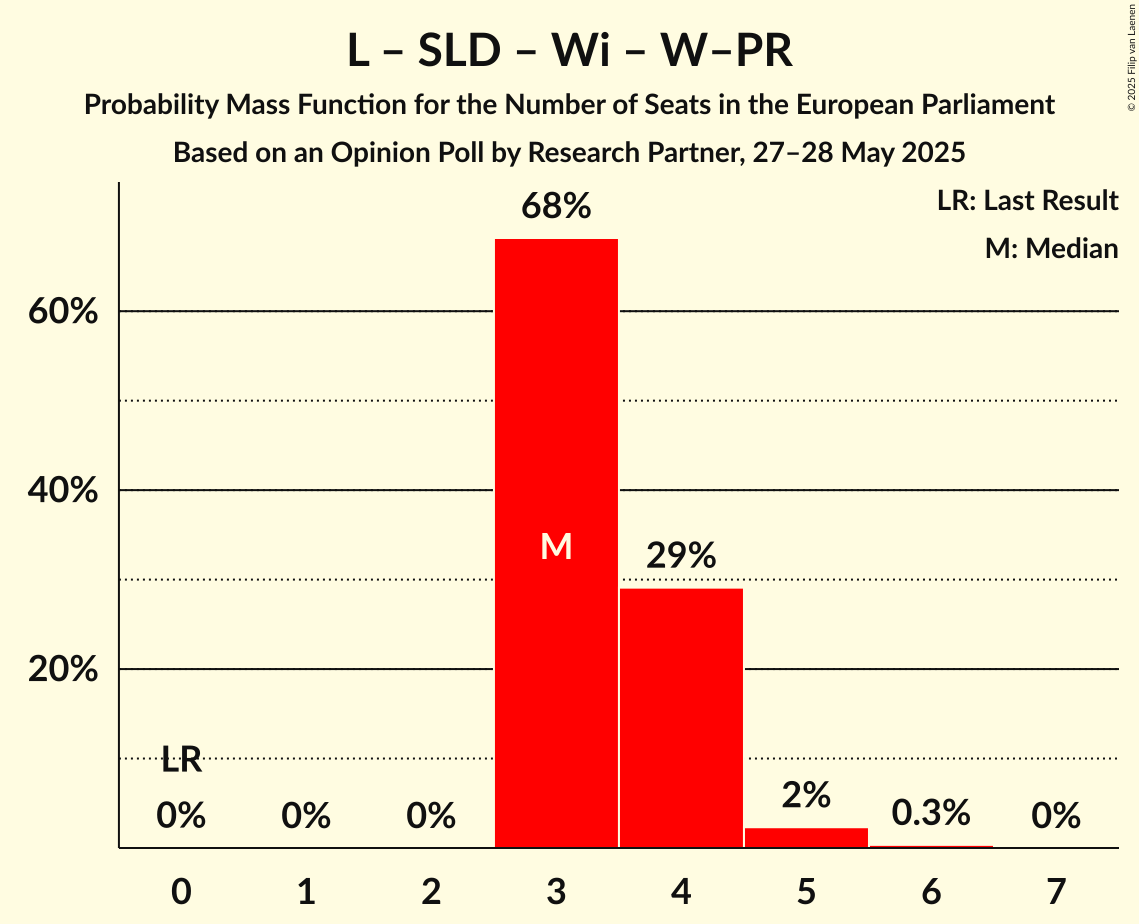 L – SLD – Wi – W–PR
Probability Mass Function for the Number of Seats in the European Parliament
Based on an Opinion Poll by Research Partner, 27–28 May 2025
© 2025 Filip van Laenen
LR: Last Result
M: Median
68%
60%
40%
M
29%
20%
LR
0%
0%
0%
2%
0.3%
0%
0 1 2 3 4 5 6 7